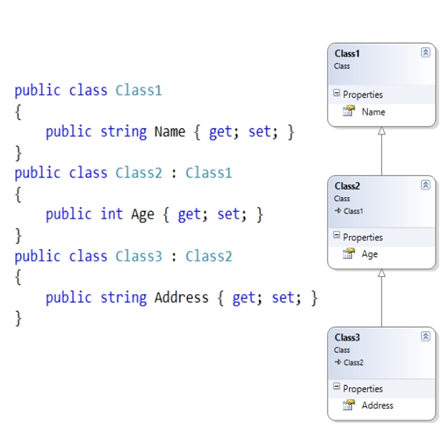 public class Class1
{
public string Name { get; set; }
}
public class Class2 : Class1
{
public int Age { get; set; }
}
public class Class3 : Class2
{
public string Address { get; set; }
}
Class1
Class
Properties
Name
Class2
Class
Class1
Properties
Age
Class3
Class
Class2
Properties
Address